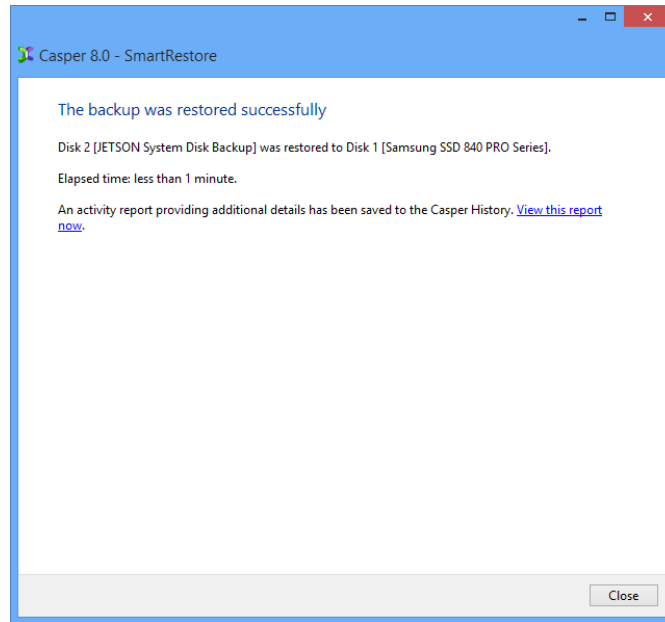 Casper 8.0 - SmartRestore
The backup was restored successfully
Disk 2 [JETSON System Disk Backup] was restored to Disk 1 [Samsung SSD 840 PRO Series].
Elapsed time: less than 1 minute.
An activity report providing additional details has been saved to the Casper History. View this report
now.
Close